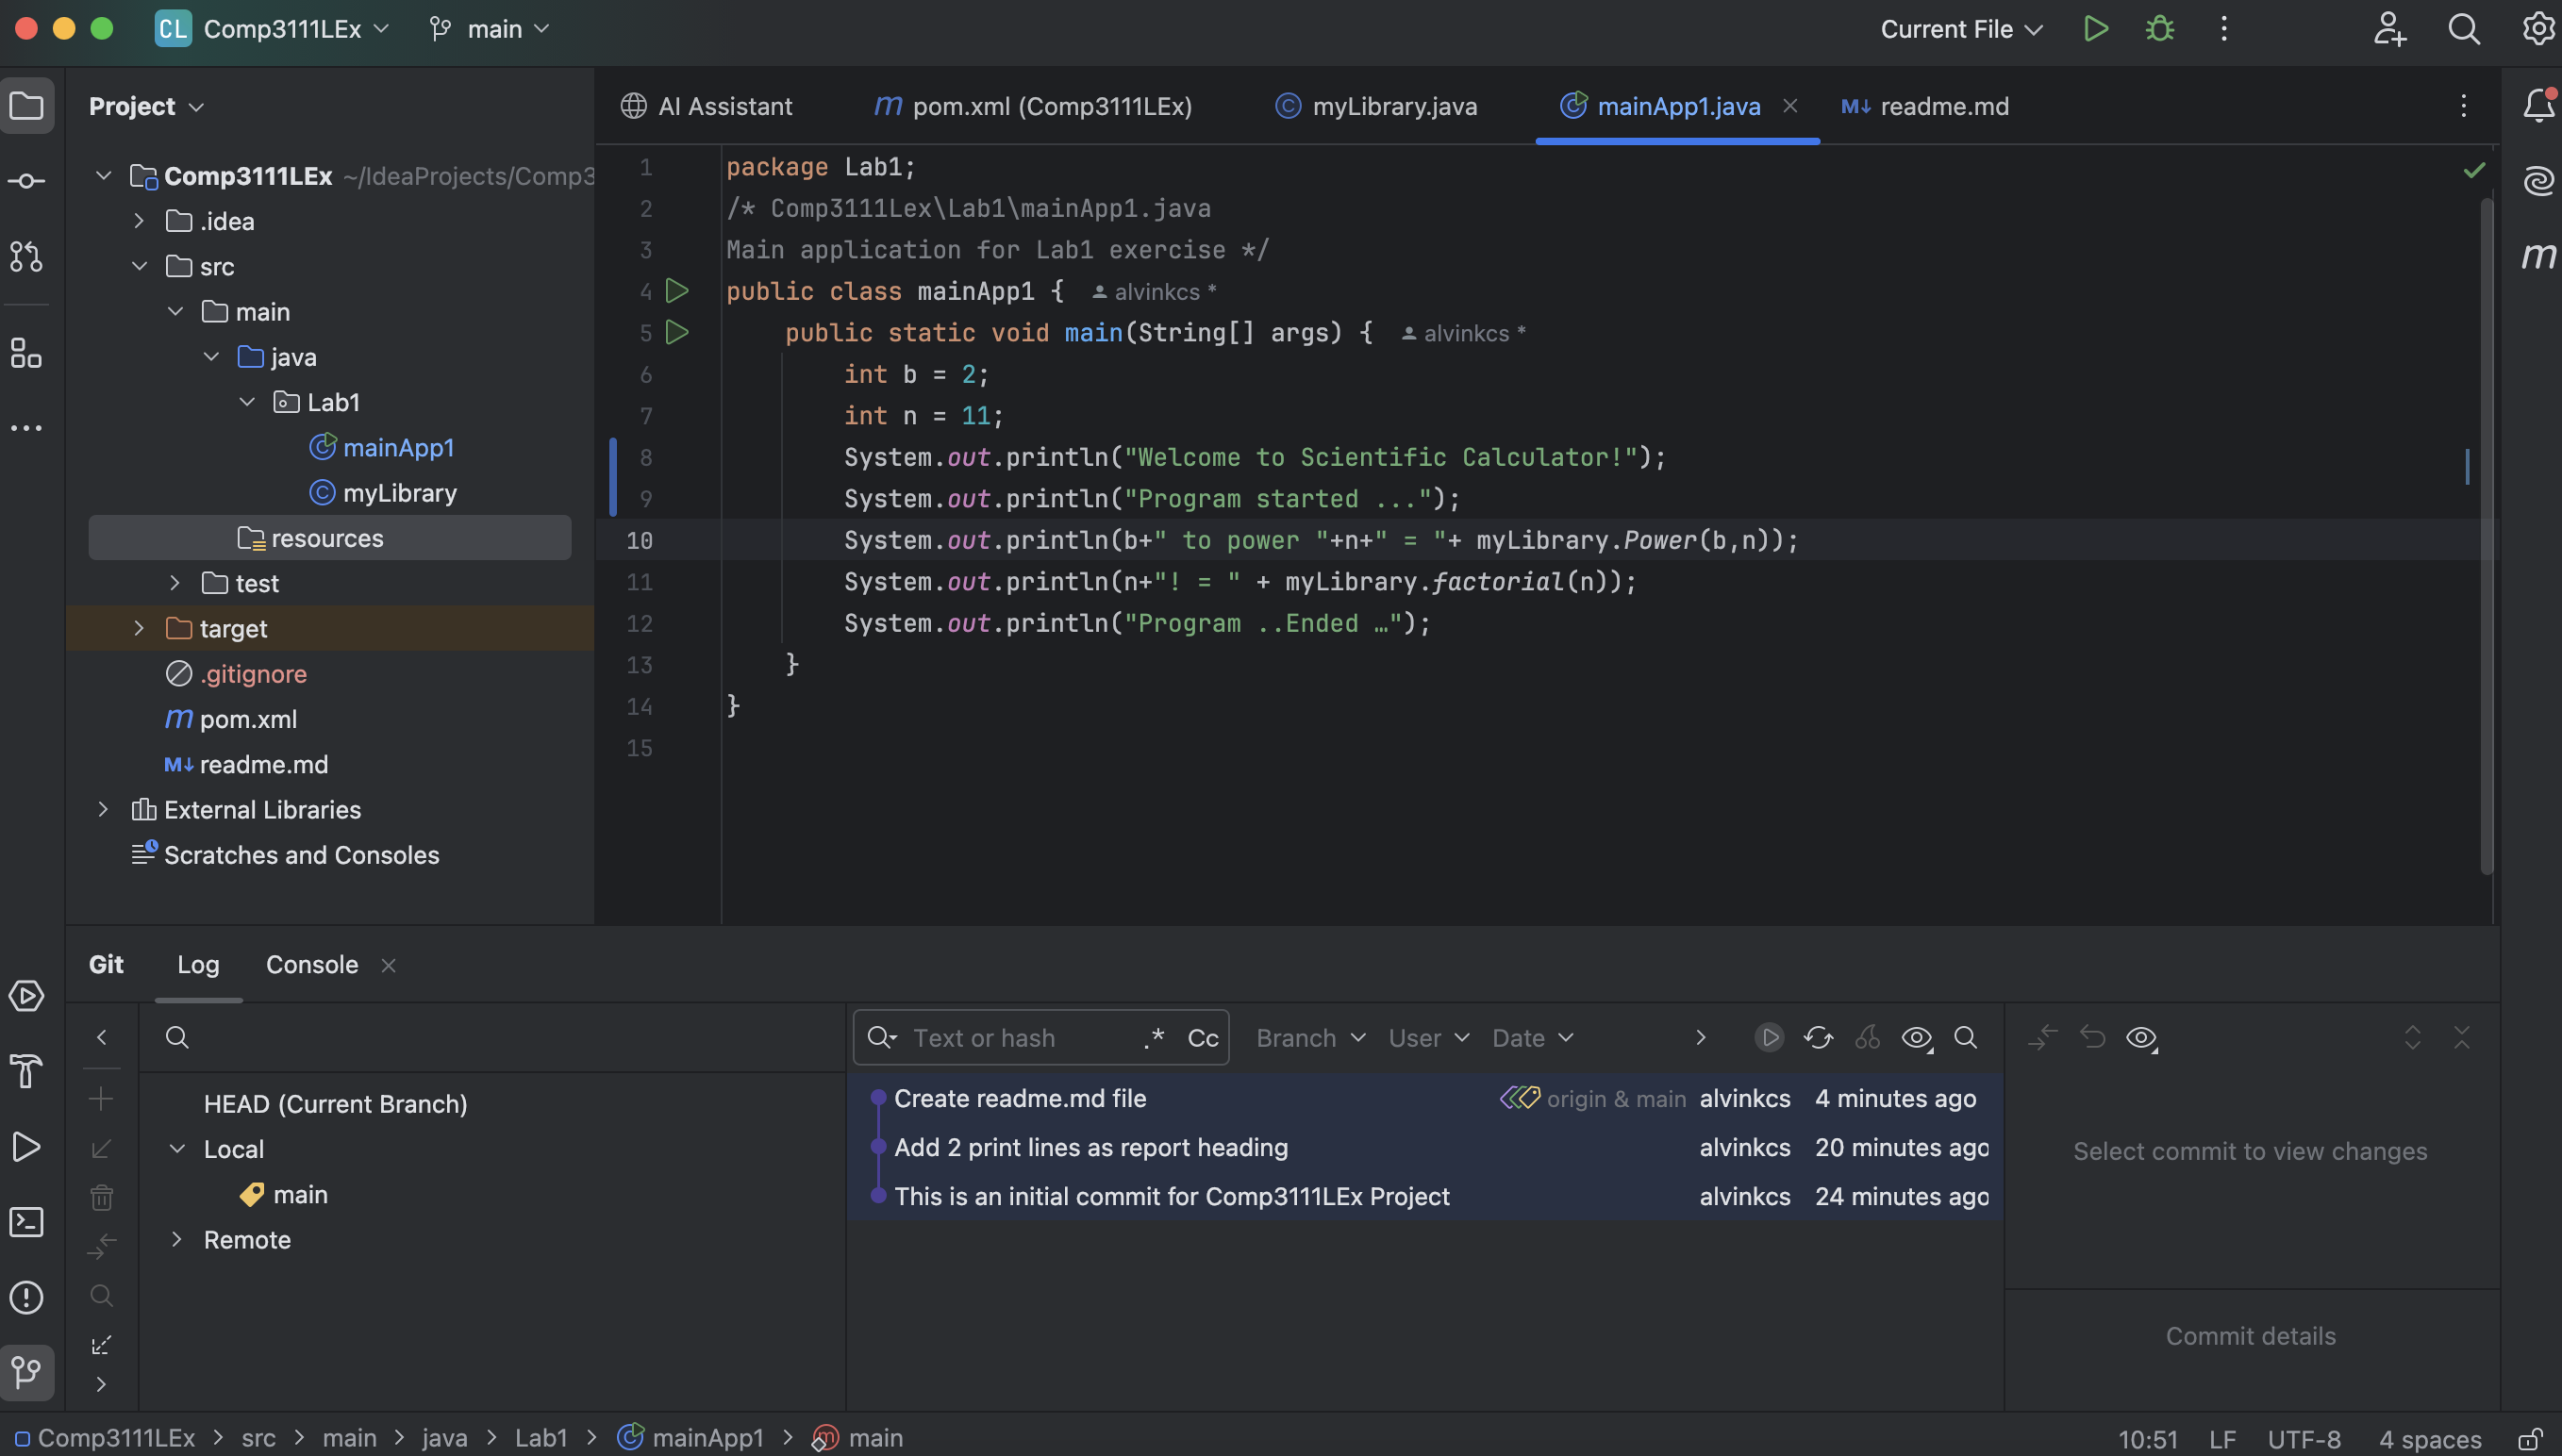 CL Comp3111LEx main Current File
Project
Comp3111LEx ~/IdeaProjects/Comp3
.idea
src
main
java
Lab1
mainApp1
myLibrary
resources
test
target
.gitignore
m pom.xml
M↓ readme.md
External Libraries
Scratches and Consoles
AI Assistant m pom.xml (Comp3111LEx) myLibrary.java mainApp1.java M↓ readme.md
m
1 package Lab1;
2 /* Comp3111Lex\Lab1\mainApp1.java
3 Main application for Lab1 exercise */
4 public class mainApp1 { alvinkcs *
5 public static void main(String[] args) { alvinkcs *
6 int b = 2;
7 int n = 11;
8 System.out.println("Welcome to Scientific Calculator!");
9 System.out.println("Program started ...");
10 System.out.println(b+" to power "+n+" = "+ myLibrary.Power(b,n));
11 System.out.println(n+"! = " + myLibrary.factorial(n));
12 System.out.println("Program ..Ended …");
13 }
14 }
15
Git Log Console
HEAD (Current Branch)
Local
main
Remote
Text or hash .* Cc Branch User Date
Create readme.md file origin & main alvinkcs 4 minutes ago
Add 2 print lines as report heading alvinkcs 20 minutes ago
This is an initial commit for Comp3111LEx Project alvinkcs 24 minutes ago
Select commit to view changes
Commit details
Comp3111LEx > src > main > java > Lab1 > mainApp1 > m main 10:51 LF UTF-8 4 spaces